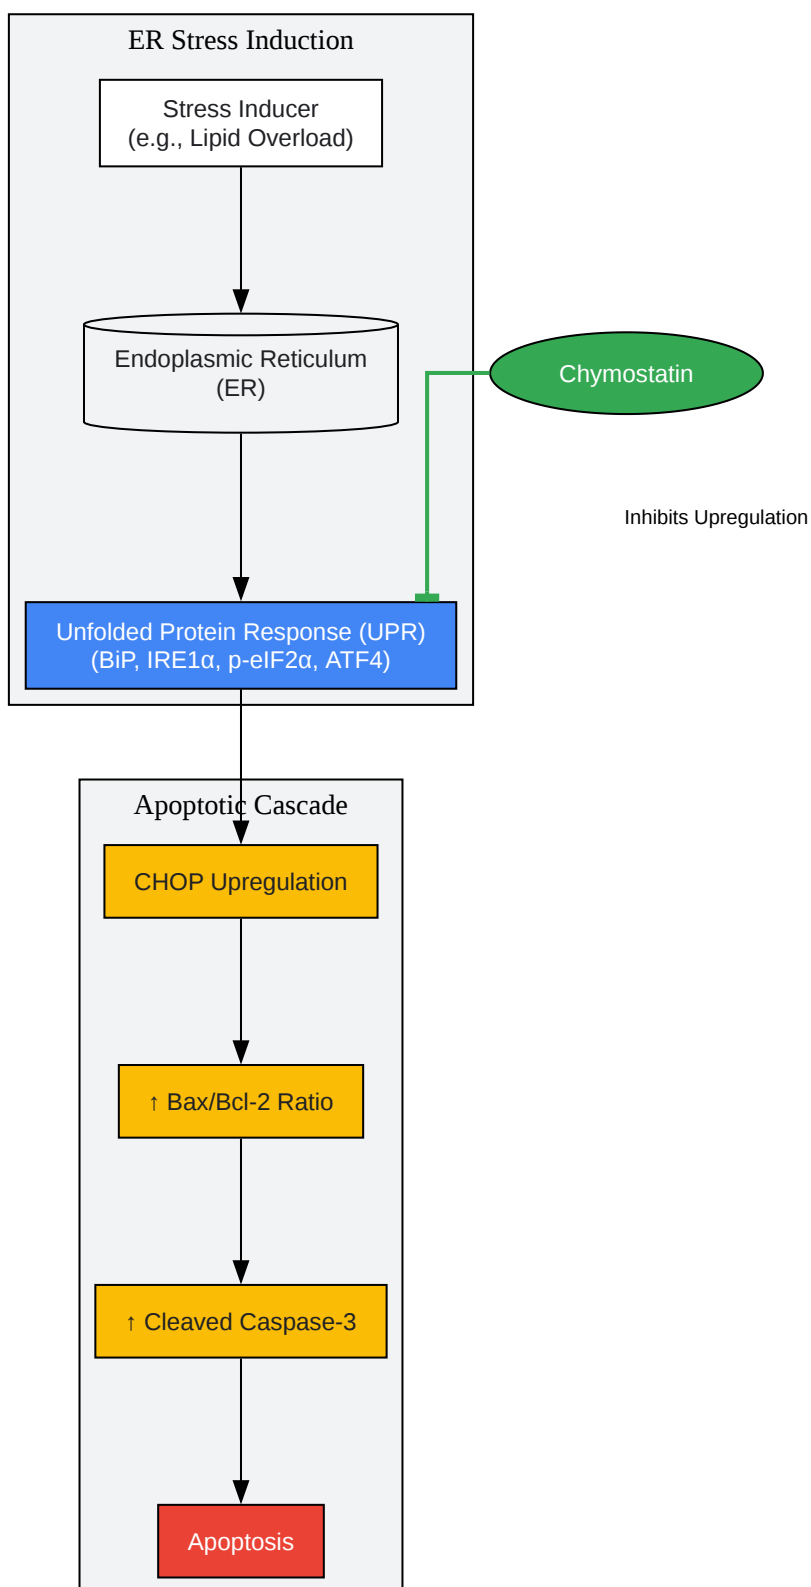 ER Stress Induction
Stress Inducer
(e.g., Lipid Overload)
Endoplasmic Reticulum
(ER)
Chymostatin
Inhibits Upregulation
Unfolded Protein Response (UPR)
(BiP, IRE1α, p-eIF2α, ATF4)
Apoptotic Cascade
CHOP Upregulation
↑ Bax/Bcl-2 Ratio
↑ Cleaved Caspase-3
Apoptosis